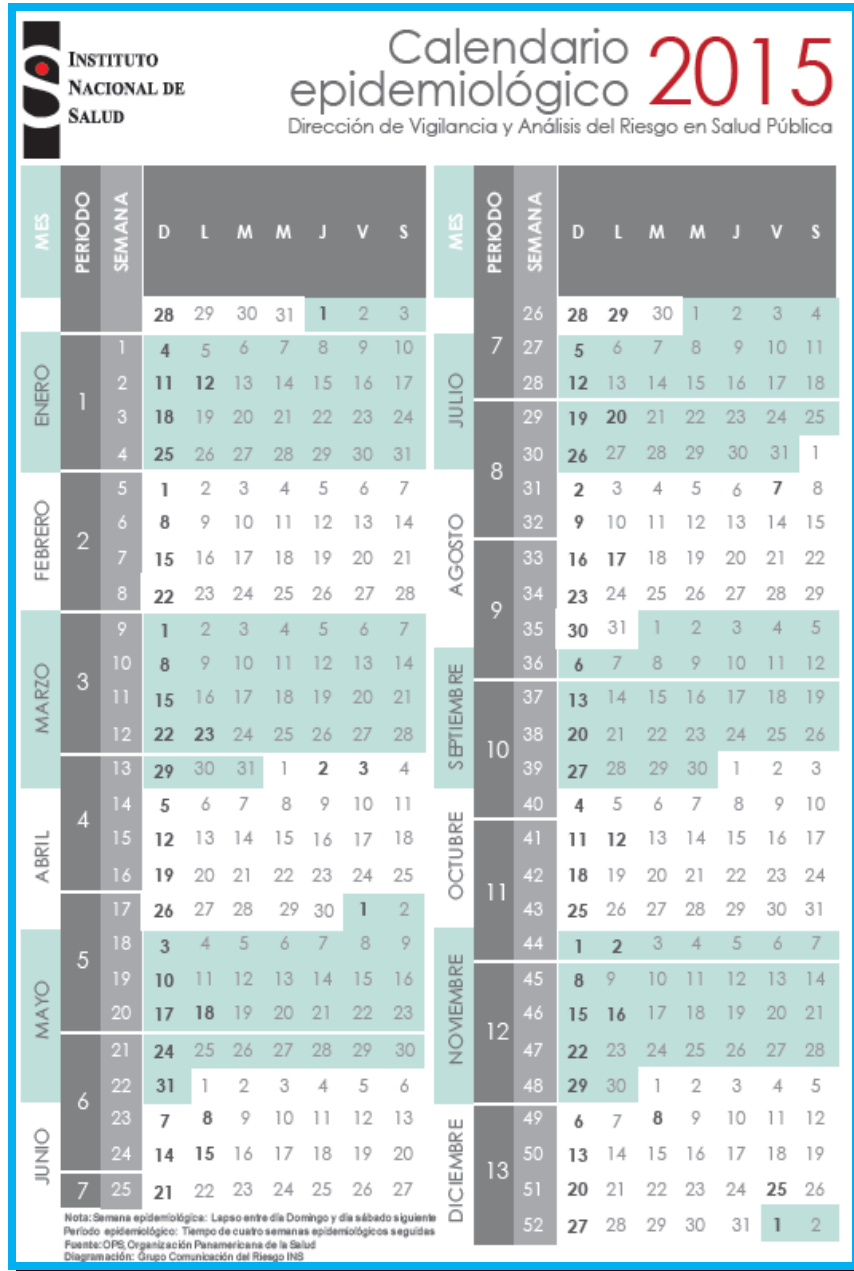 INSTITUTO
NACIONAL DE
SALUD
Calendario
epidemiológico 2015
Dirección de Vigilancia y Análisis del Riesgo en Salud Pública
MES PERIODO SEMANA D L M M J V S
28 29 30 31 1 2 3
ENERO
1
1 4 5 6 7 8 9 10
2 11 12 13 14 15 16 17
3 18 19 20 21 22 23 24
4 25 26 27 28 29 30 31
FEBRERO
2
5 1 2 3 4 5 6 7
6 8 9 10 11 12 13 14
7 15 16 17 18 19 20 21
8 22 23 24 25 26 27 28
MARZO
3
9 1 2 3 4 5 6 7
10 8 9 10 11 12 13 14
11 15 16 17 18 19 20 21
12 22 23 24 25 26 27 28
4
13 29 30 31 1 2 3 4
ABRIL
14 5 6 7 8 9 10 11
15 12 13 14 15 16 17 18
16 19 20 21 22 23 24 25
5
17 26 27 28 29 30 1 2
MAYO
18 3 4 5 6 7 8 9
19 10 11 12 13 14 15 16
20 17 18 19 20 21 22 23
6
21 24 25 26 27 28 29 30
22 31 1 2 3 4 5 6
JUNIO
23 7 8 9 10 11 12 13
24 14 15 16 17 18 19 20
7 25 21 22 23 24 25 26 27
Nota: Semana epidemiológica: Lapso entre día Domingo y día sábado siguiente
Período epidemiológico: Tiempo de cuatro semanas epidemiológicos seguidas
Fuente: OPS, Organización Panamericana de la Salud
Diagramación: Grupo Comunicación del Riesgo INS
MES PERIODO SEMANA D L M M J V S
7
26 28 29 30 1 2 3 4
JULIO
27 5 6 7 8 9 10 11
28 12 13 14 15 16 17 18
8
29 19 20 21 22 23 24 25
30 26 27 28 29 30 31 1
AGOSTO
31 2 3 4 5 6 7 8
32 9 10 11 12 13 14 15
9
33 16 17 18 19 20 21 22
34 23 24 25 26 27 28 29
35 30 31 1 2 3 4 5
SEPTIEMBRE
36 6 7 8 9 10 11 12
10
37 13 14 15 16 17 18 19
38 20 21 22 23 24 25 26
39 27 28 29 30 1 2 3
OCTUBRE
40 4 5 6 7 8 9 10
11
41 11 12 13 14 15 16 17
42 18 19 20 21 22 23 24
43 25 26 27 28 29 30 31
NOVIEMBRE
44 1 2 3 4 5 6 7
12
45 8 9 10 11 12 13 14
46 15 16 17 18 19 20 21
47 22 23 24 25 26 27 28
48 29 30 1 2 3 4 5
DICIEMBRE
13
49 6 7 8 9 10 11 12
50 13 14 15 16 17 18 19
51 20 21 22 23 24 25 26
52 27 28 29 30 31 1 2